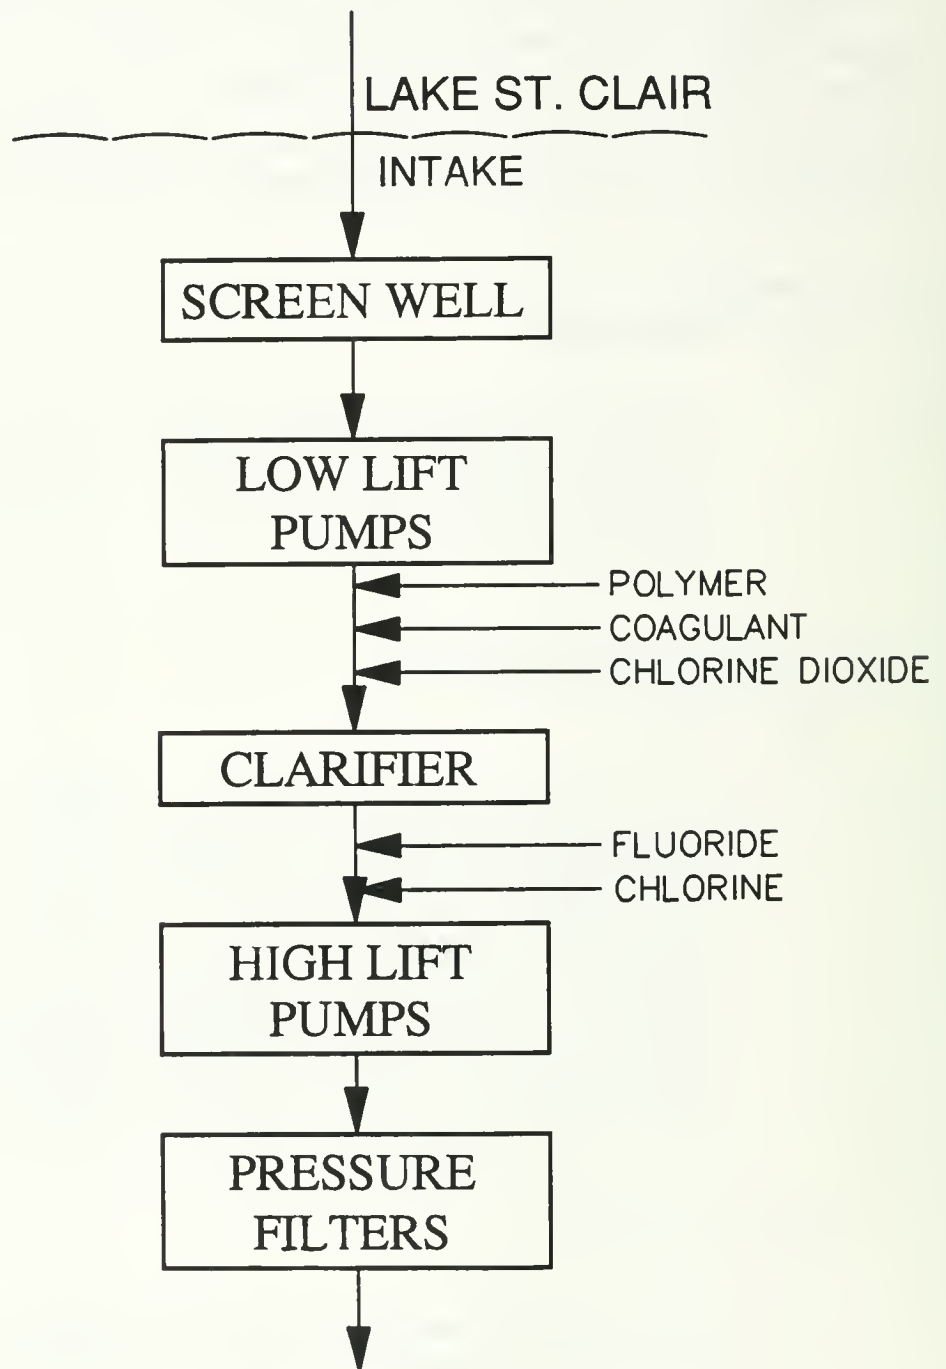 LAKE ST. CLAIR
INTAKE
SCREEN WELL
LOW LIFT
PUMPS
POLYMER
COAGULANT
CHLORINE DIOXIDE
CLARIFIER
FLUORIDE
CHLORINE
HIGH LIFT
PUMPS
PRESSURE
FILTERS